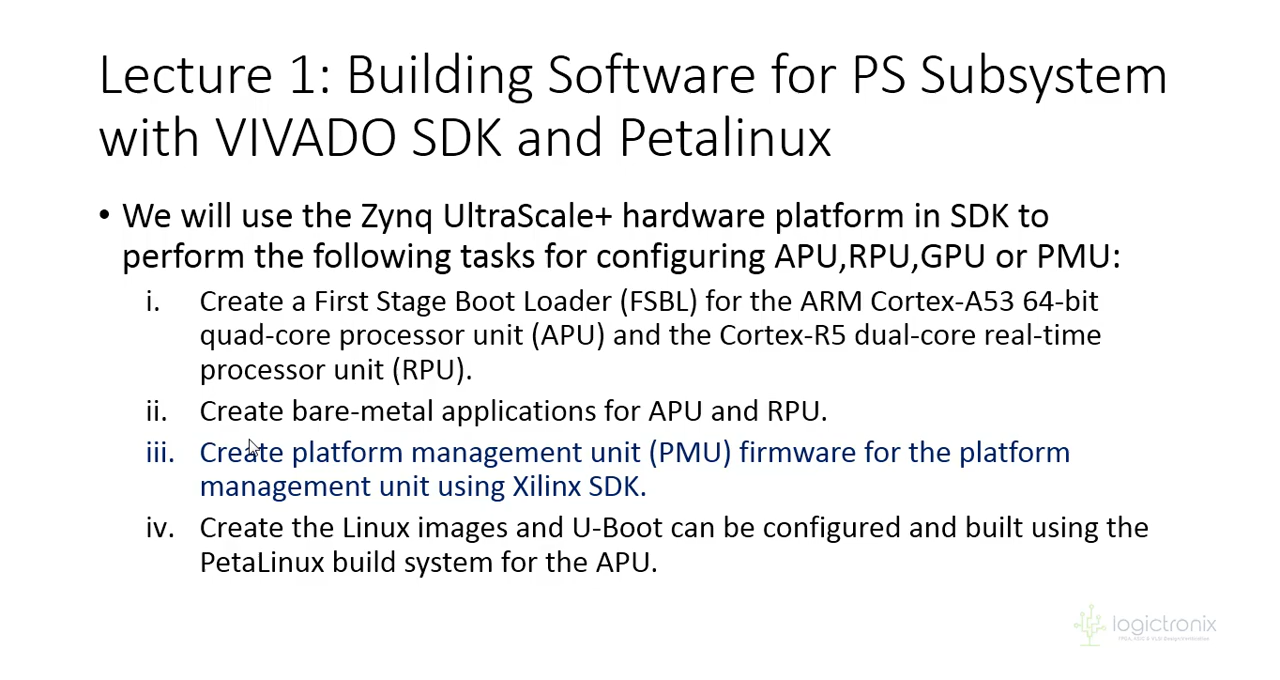 Lecture 1: Building Software for PS Subsystem
with VIVADO SDK and Petalinux
• We will use the Zynq UltraScale+ hardware platform in SDK to
perform the following tasks for configuring APU,RPU,GPU or PMU:
i. Create a First Stage Boot Loader (FSBL) for the ARM Cortex-A53 64-bit
quad-core processor unit (APU) and the Cortex-R5 dual-core real-time
processor unit (RPU).
ii. Create bare-metal applications for APU and RPU.
iii. Create platform management unit (PMU) firmware for the platform
management unit using Xilinx SDK.
iv. Create the Linux images and U-Boot can be configured and built using the
PetaLinux build system for the APU.
logictronix